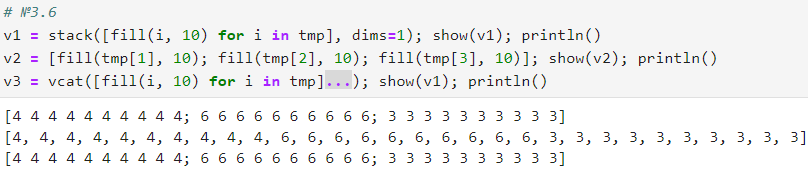 # №3.6
v1 = stack([fill(i, 10) for i in tmp], dims=1); show(v1); println()
v2 = [fill(tmp[1], 10); fill(tmp[2], 10); fill(tmp[3], 10)]; show(v2); println()
v3 = vcat([fill(i, 10) for i in tmp]...); show(v1); println()
[4 4 4 4 4 4 4 4 4 4; 6 6 6 6 6 6 6 6 6 6; 3 3 3 3 3 3 3 3 3 3]
[4, 4, 4, 4, 4, 4, 4, 4, 4, 4, 6, 6, 6, 6, 6, 6, 6, 6, 6, 6, 3, 3, 3, 3, 3, 3, 3, 3, 3, 3]
[4 4 4 4 4 4 4 4 4 4; 6 6 6 6 6 6 6 6 6 6; 3 3 3 3 3 3 3 3 3 3]